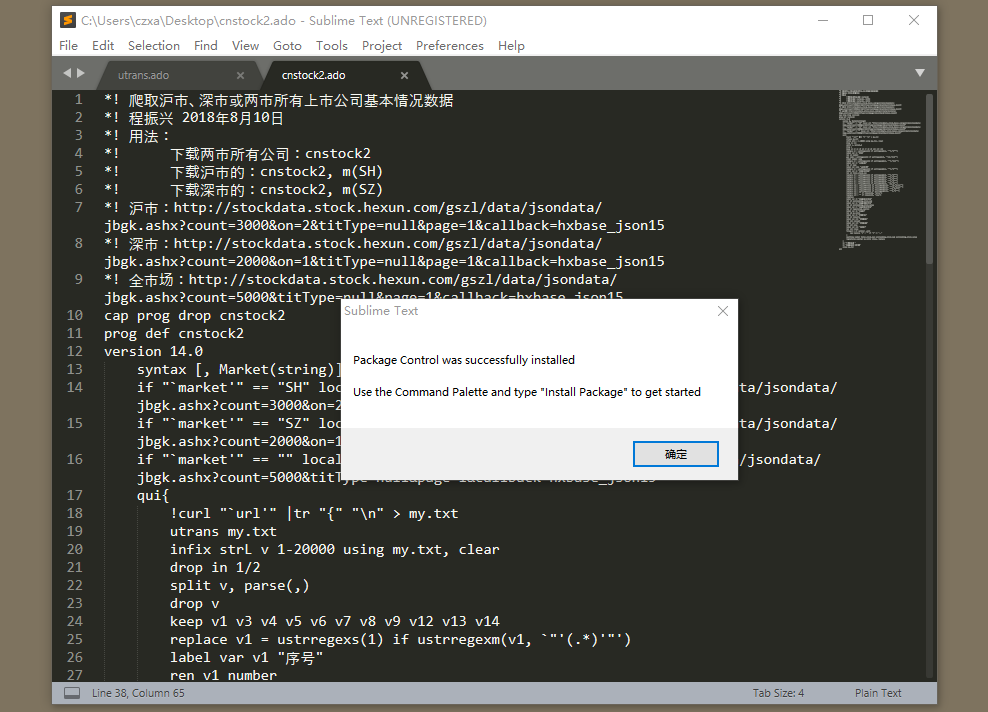 C:\Users\czxa\Desktop\cnstock2.ado - Sublime Text (UNREGISTERED)
File Edit Selection Find View Goto Tools Project Preferences Help
utrans.ado cnstock2.ado
1 *! 爬取沪市、深市或两市所有上市公司基本情况数据
2 *! 程振兴 2018年8月10日
3 *! 用法：
4 *! 下载两市所有公司：cnstock2
5 *! 下载沪市的：cnstock2, m(SH)
6 *! 下载深市的：cnstock2, m(SZ)
7 *! 沪市：http://stockdata.stock.hexun.com/gszl/data/jsondata/
jbgk.ashx?count=3000&on=2&titType=null&page=1&callback=hxbase_json15
8 *! 深市：http://stockdata.stock.hexun.com/gszl/data/jsondata/
jbgk.ashx?count=2000&on=1&titType=null&page=1&callback=hxbase_json15
9 *! 全市场：http://stockdata.stock.hexun.com/gszl/data/jsondata/
jbgk.ashx?count=5000&titType=null&page=1&callback=hxbase_json15
10 cap prog drop cnstock2
11 prog def cnstock2
12 version 14.0
13 syntax [, Market(string)]
14 if "`market'" == "SH" loc ta/jsondata/
jbgk.ashx?count=3000&on=2
15 if "`market'" == "SZ" loc ta/jsondata/
jbgk.ashx?count=2000&on=1
16 if "`market'" == "" local /jsondata/
jbgk.ashx?count=5000&titType=null&page=1&callback=hxbase_json15
17 qui{
18 !curl "`url'" |tr "{" "\n" > my.txt
19 utrans my.txt
20 infix strL v 1-20000 using my.txt, clear
21 drop in 1/2
22 split v, parse(,)
23 drop v
24 keep v1 v3 v4 v5 v6 v7 v8 v9 v12 v13 v14
25 replace v1 = ustrregexs(1) if ustrregexm(v1, `"'(.*)'"')
26 label var v1 "序号"
27 ren v1 number
Sublime Text
Package Control was successfully installed
Use the Command Palette and type "Install Package" to get started
确定
Line 38, Column 65 Tab Size: 4 Plain Text